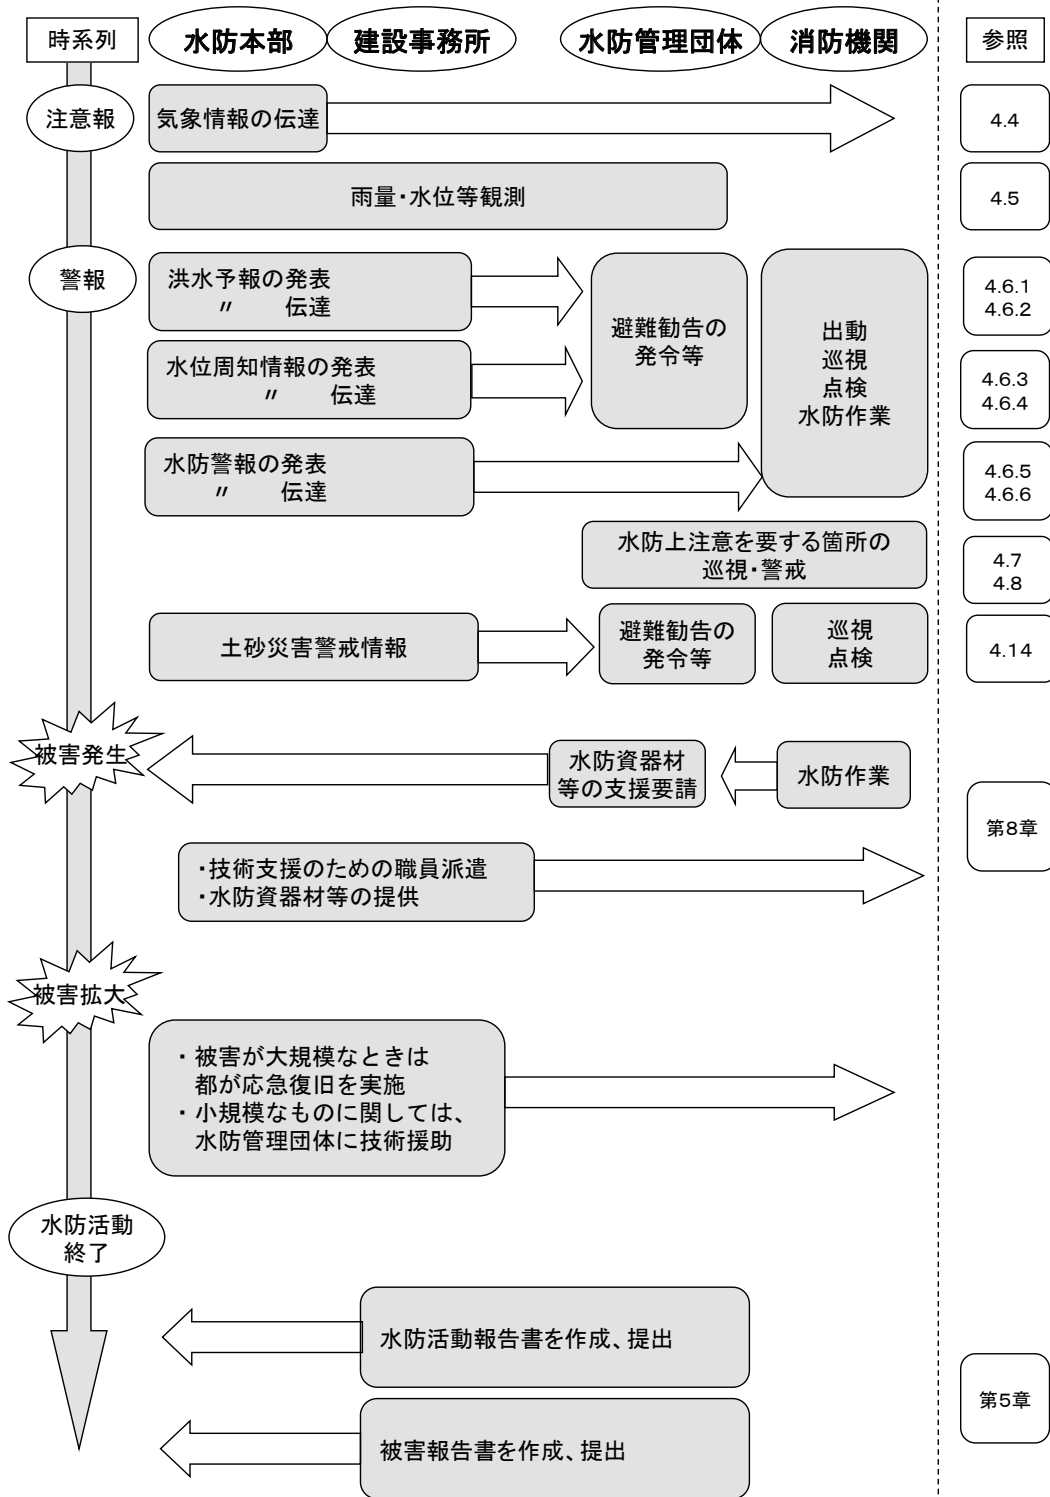 時系列
水防本部
建設事務所
水防管理団体
消防機関
参照
注意報
気象情報の伝達
4.4
雨量・水位等観測
4.5
警報
洪水予報の発表
〃 伝達
避難勧告の
発令等
出動
巡視
点検
水防作業
4.6.1
4.6.2
水位周知情報の発表
〃 伝達
4.6.3
4.6.4
水防警報の発表
〃 伝達
4.6.5
4.6.6
水防上注意を要する箇所の
巡視・警戒
4.7
4.8
土砂災害警戒情報
避難勧告の
発令等
巡視
点検
4.14
被害発生
水防資器材
等の支援要請
水防作業
第8章
・技術支援のための職員派遣
・水防資器材等の提供
被害拡大
・被害が大規模なときは
都が応急復旧を実施
・小規模なものに関しては、
水防管理団体に技術援助
水防活動
終了
水防活動報告書を作成、提出
第5章
被害報告書を作成、提出